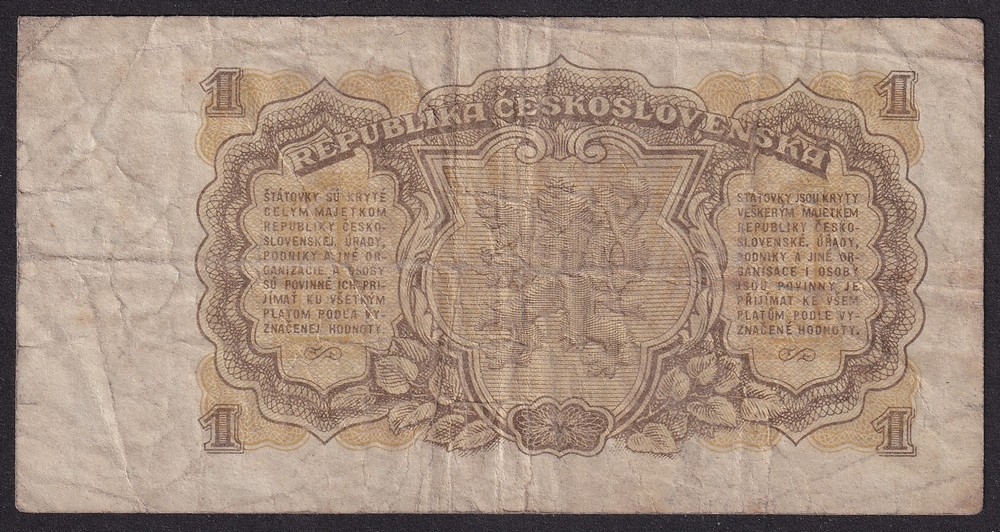 1
1
REPUBLIKA ČESKOSLOVENSKA
ŠTÁTOVKY SÚ KRYTÉ
CELÝM MAJETKOM
REPUBLIKY ČESKO-
SLOVENSKEJ. ÚRADY,
PODNIKY A INÉ OR-
GANIZÁCIE A OSOBY
SÚ POVINNÉ ICH PRI-
JÍMAŤ KU VŠETKÝM
PLATOM PODĽA VY-
ZNAČENEJ HODNOTY.
STÁTOVKY JSOU KRYTY
VEŠKERÝM MAJETKEM
REPUBLIKY ČESKO-
SLOVENSKÉ. ÚŘADY,
PODNIKY A JINÉ OR-
GANISACE I OSOBY
JSOU POVINNY JE
PŘIJÍMAT KE VŠEM
PLATŮM PODLE VY-
ZNAČENÉ HODNOTY.
1
1